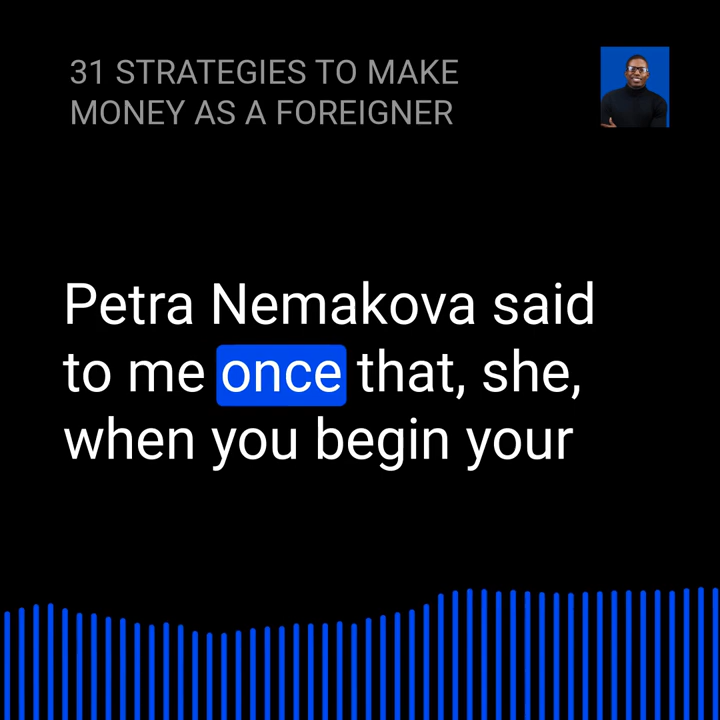 31 STRATEGIES TO MAKE
MONEY AS A FOREIGNER
Petra Nemakova said
to me once that, she,
when you begin your